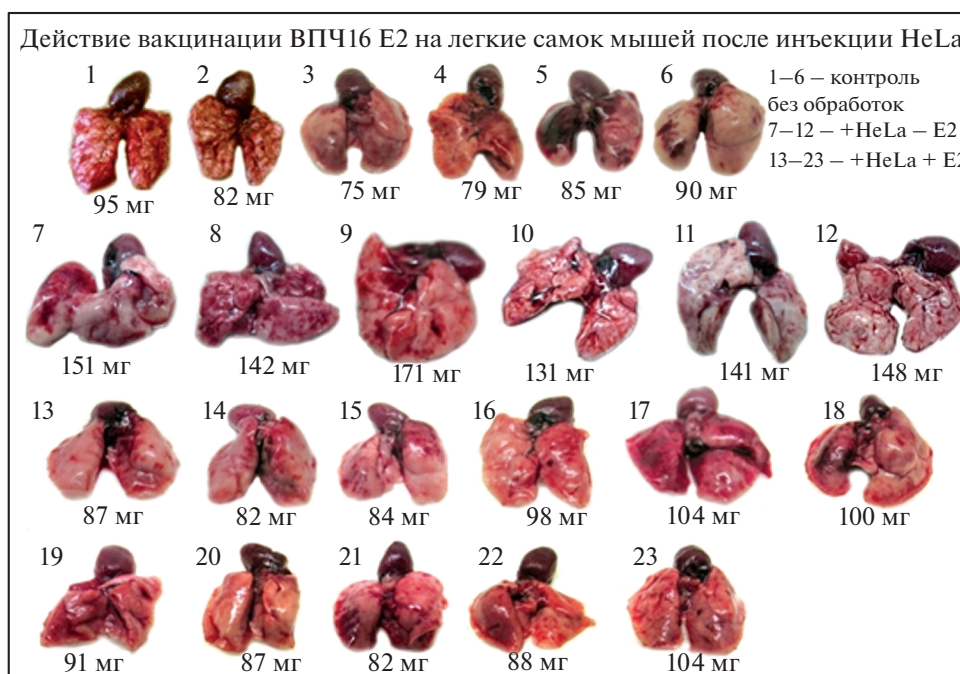 Действие вакцинации ВПЧ16 Е2 на легкие самок мышей после инъекции HeLa
1 2 3 4 5 6
1–6 – контроль
без обработок
7–12 – +HeLa – E2
13–23 – +HeLa + E2
95 мг 82 мг 75 мг 79 мг 85 мг 90 мг
7 8 9 10 11 12
151 мг 142 мг 171 мг 131 мг 141 мг 148 мг
13 14 15 16 17 18
87 мг 82 мг 84 мг 98 мг 104 мг 100 мг
19 20 21 22 23
91 мг 87 мг 82 мг 88 мг 104 мг